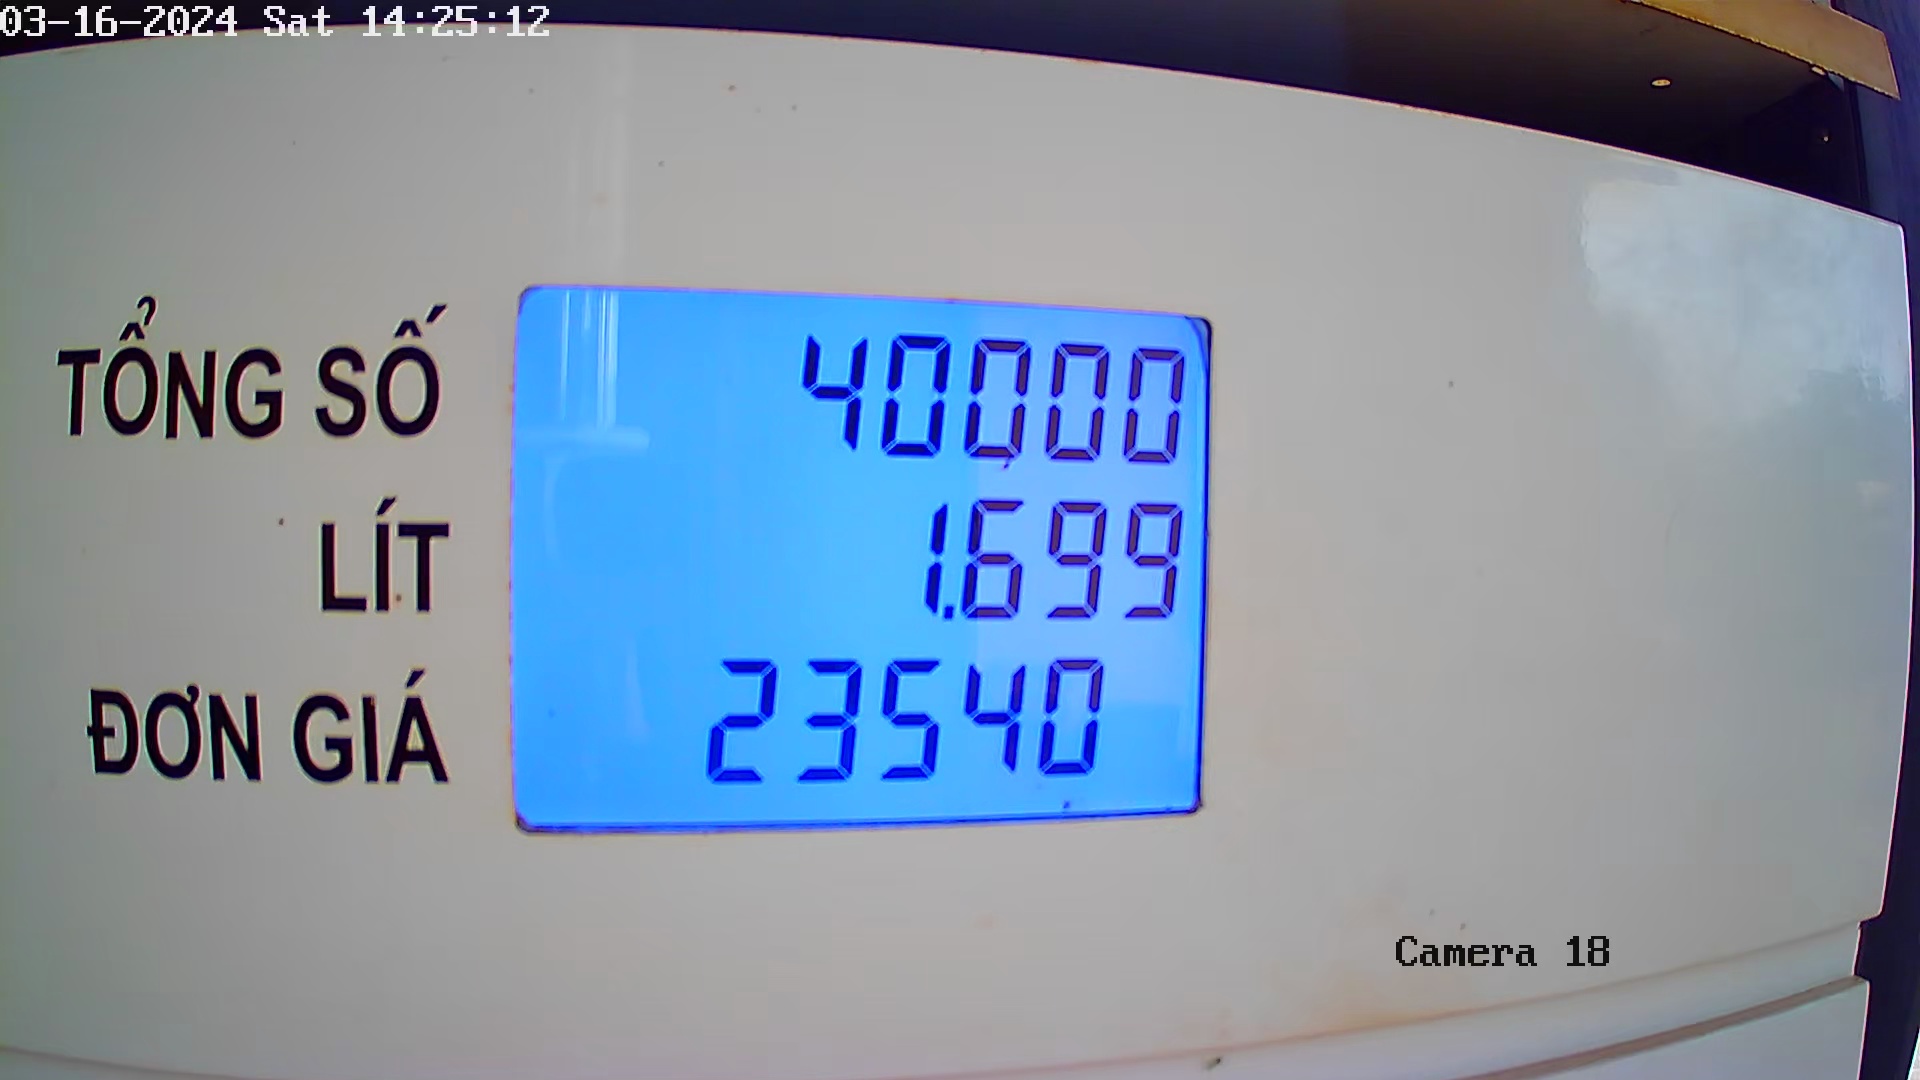 03-16-2024 Sat 14:25:12
TỔNG SỐ 40000
LÍT 1.699
ĐƠN GIÁ 23540
Camera 18